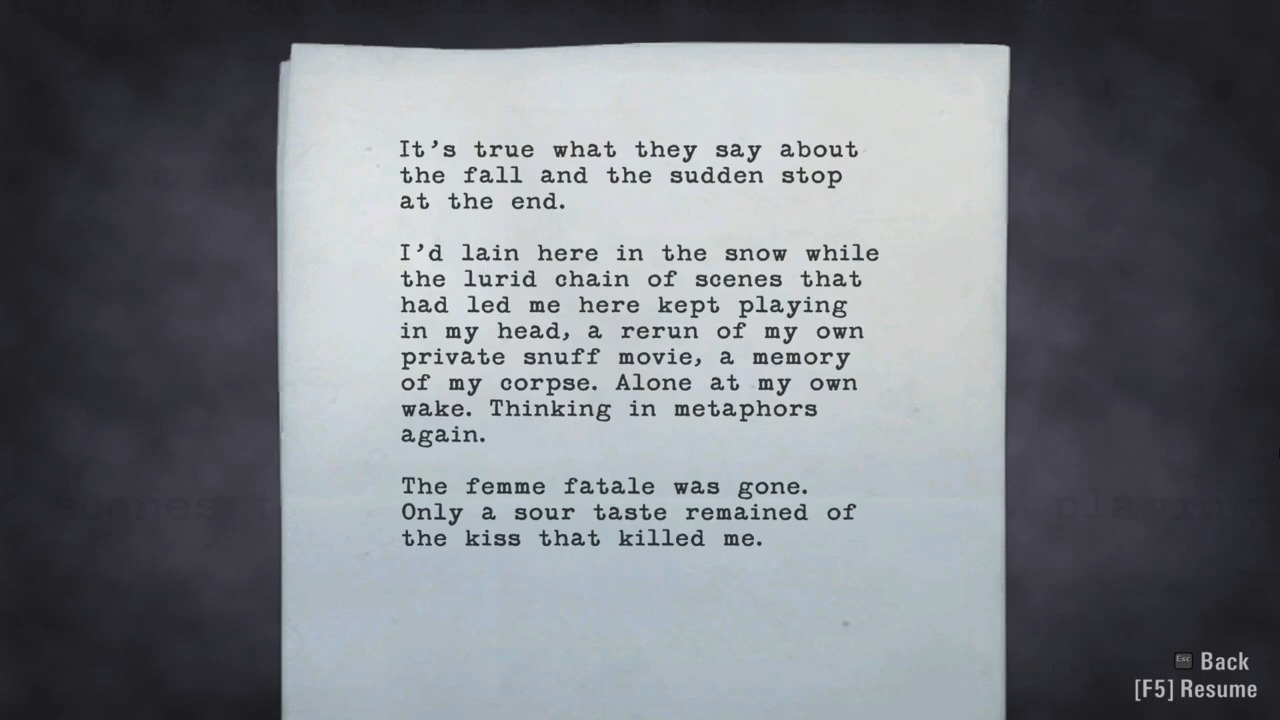 It’s true what they say about
the fall and the sudden stop
at the end.
I’d lain here in the snow while
the lurid chain of scenes that
had led me here kept playing
in my head, a rerun of my own
private snuff movie, a memory
of my corpse. Alone at my own
wake. Thinking in metaphors
again.
The femme fatale was gone.
Only a sour taste remained of
the kiss that killed me.
Esc Back
[F5] Resume